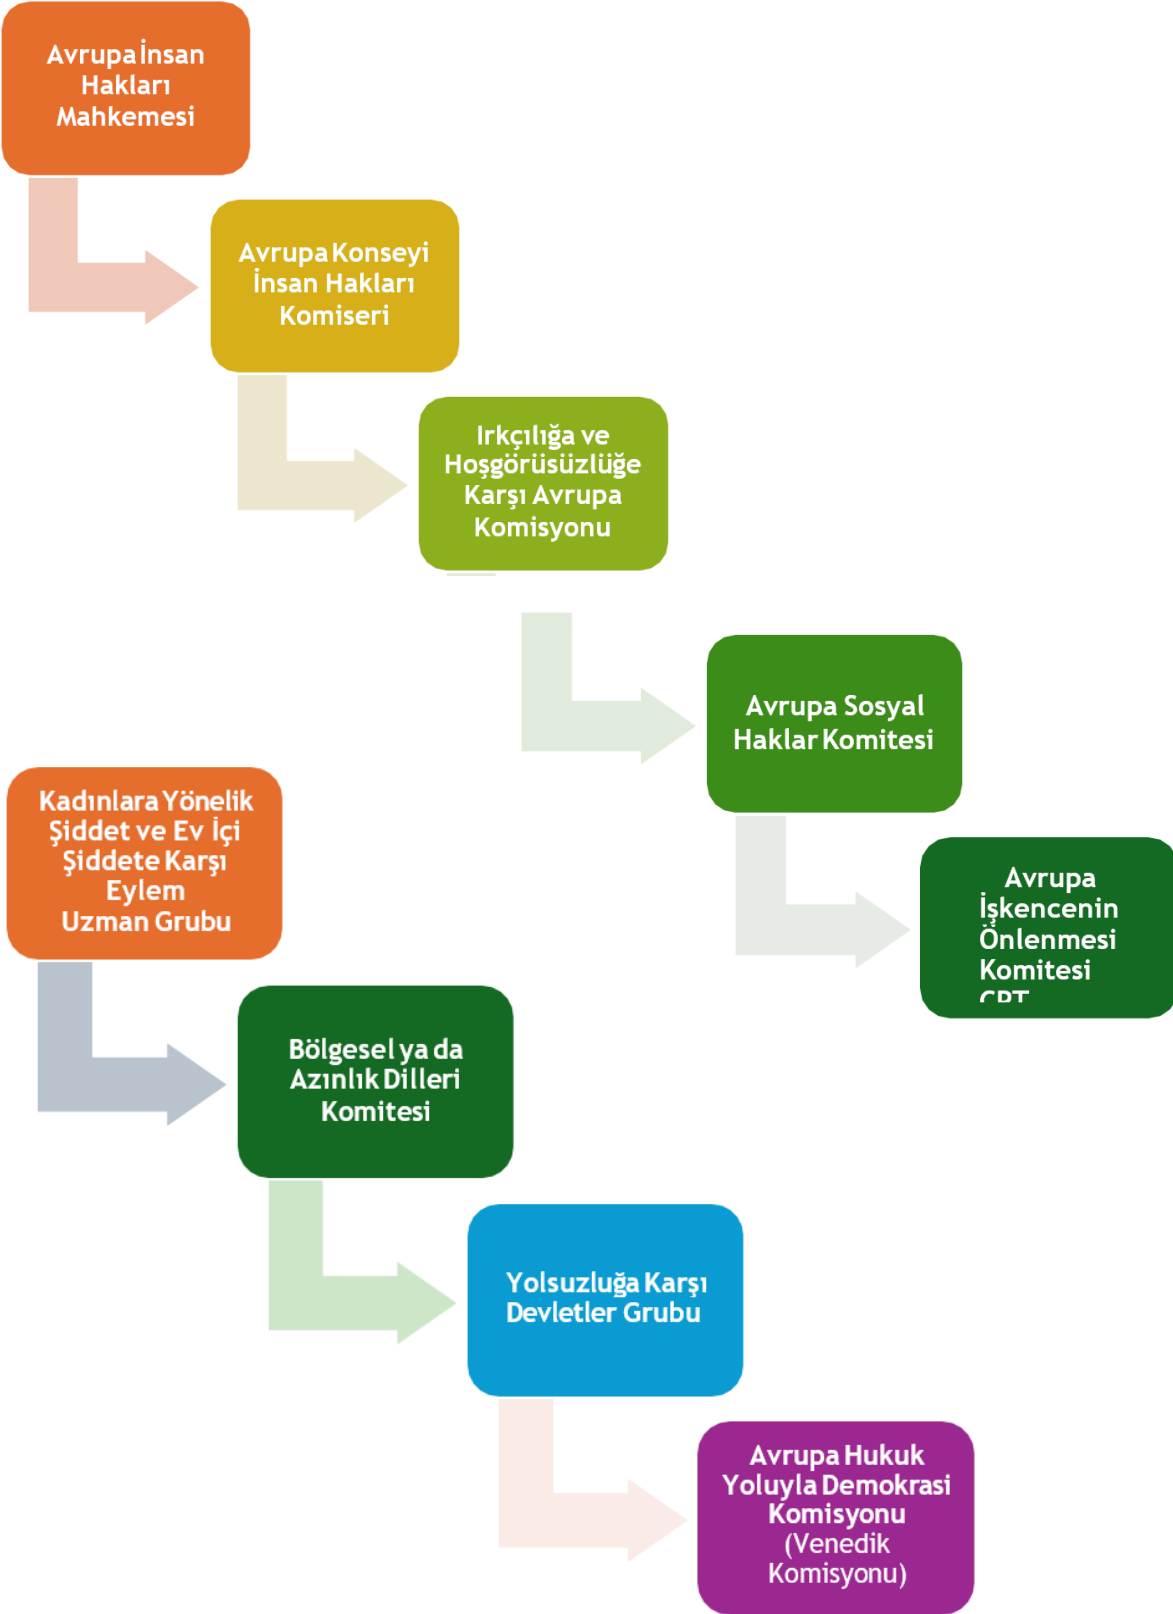 Avrupa İnsan
Hakları
Mahkemesi
Avrupa Konseyi
İnsan Hakları
Komiseri
Irkçılığa ve
Hoşgörüsüzlüğe
Karşı Avrupa
Komisyonu
Avrupa Sosyal
Haklar Komitesi
Avrupa
İşkencenin
Önlenmesi
Komitesi
CPT
Kadınlara Yönelik
Şiddet ve Ev İçi
Şiddete Karşı
Eylem
Uzman Grubu
Bölgesel ya da
Azınlık Dilleri
Komitesi
Yolsuzluğa Karşı
Devletler Grubu
Avrupa Hukuk
Yoluyla Demokrasi
Komisyonu
(Venedik
Komisyonu)